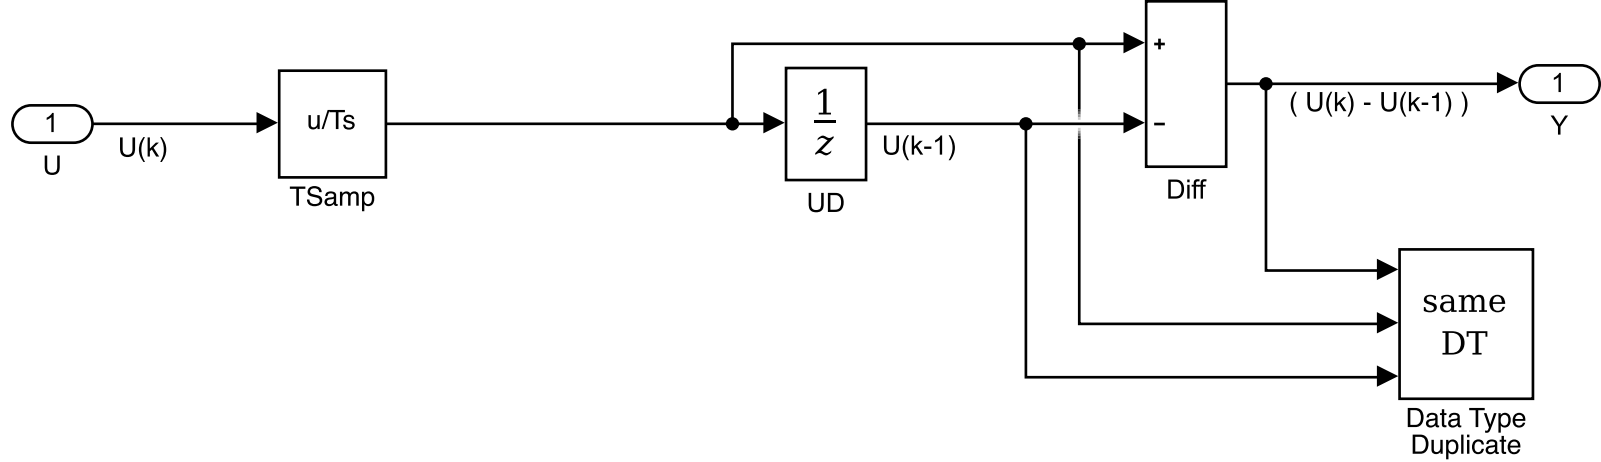 1
U
U(k)
u/Ts
TSamp
1
z
UD
U(k-1)
+
−
Diff
( U(k) - U(k-1) )
1
Y
same
DT
Data Type
Duplicate